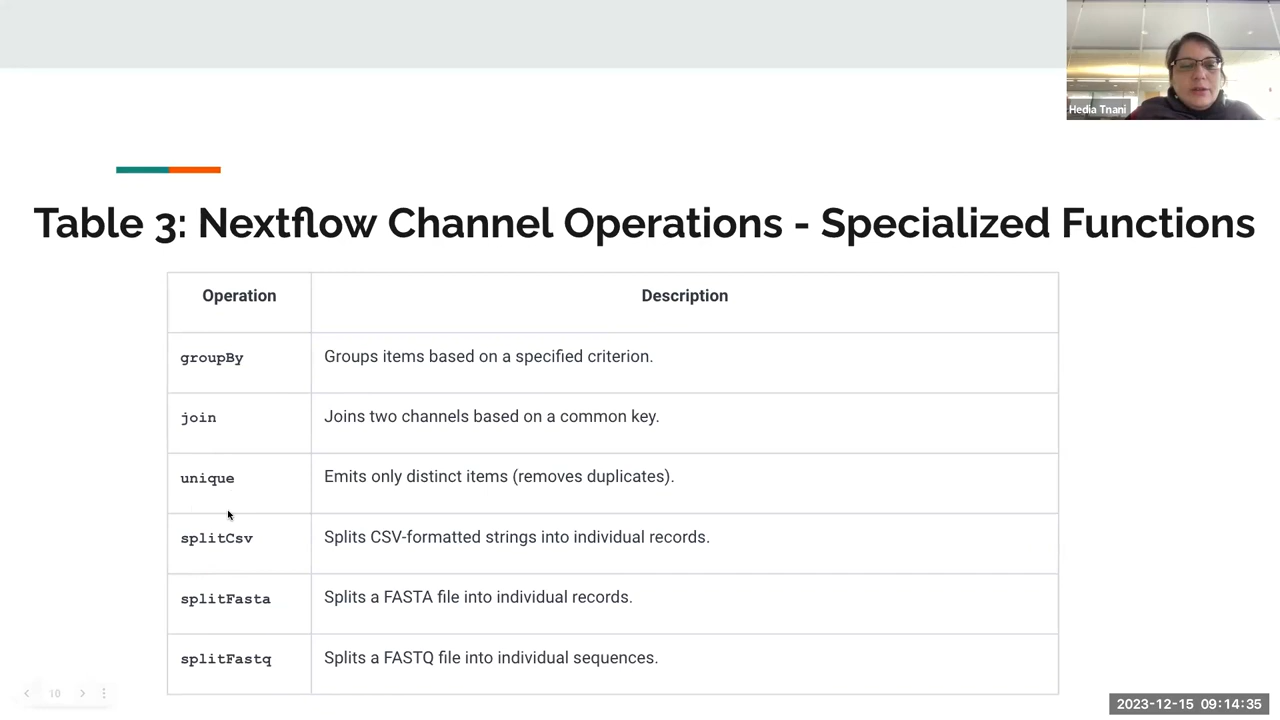 Hedia Tnani
Table 3: Nextflow Channel Operations - Specialized Functions
Operation Description
groupBy Groups items based on a specified criterion.
join Joins two channels based on a common key.
unique Emits only distinct items (removes duplicates).
splitCsv Splits CSV-formatted strings into individual records.
splitFasta Splits a FASTA file into individual records.
splitFastq Splits a FASTQ file into individual sequences.
10
2023-12-15 09:14:35